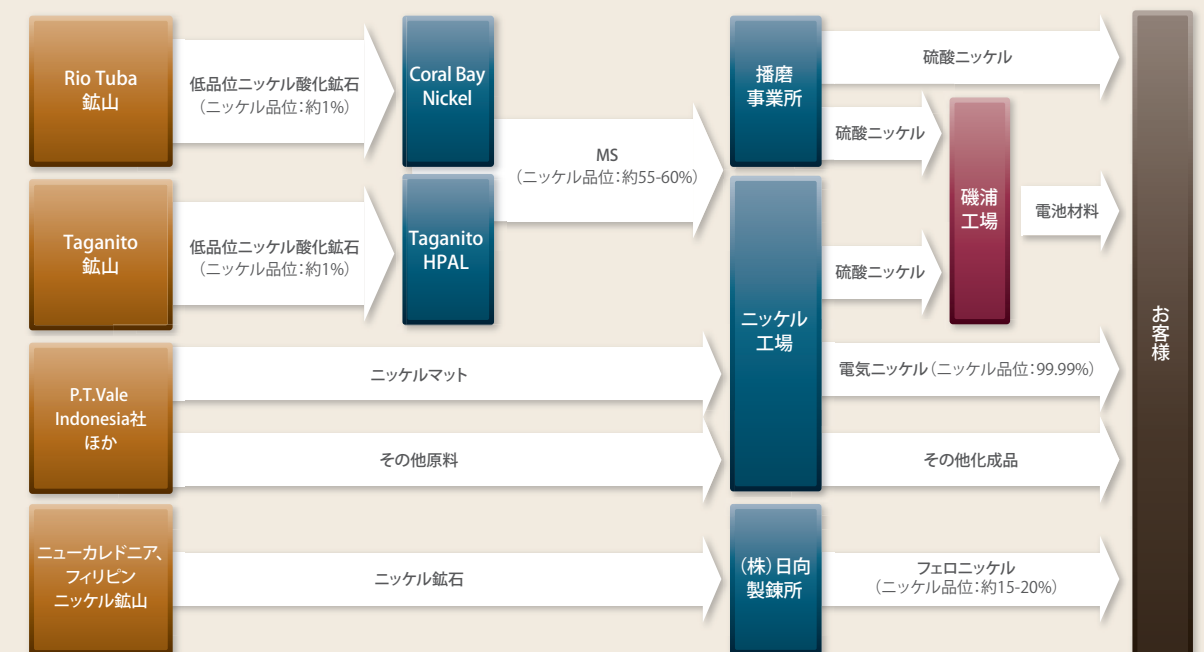 Rio Tuba
鉱山
低品位ニッケル酸化鉱石
（ニッケル品位：約1%）
Coral Bay
Nickel
Taganito
鉱山
低品位ニッケル酸化鉱石
（ニッケル品位：約1%）
Taganito
HPAL
MS
（ニッケル品位：約55-60%）
播磨
事業所
硫酸ニッケル
硫酸ニッケル
磯浦
工場
電池材料
硫酸ニッケル
P.T.Vale
Indonesia社
ほか
ニッケルマット
その他原料
ニッケル
工場
電気ニッケル（ニッケル品位：99.99%）
その他化成品
ニューカレドニア、
フィリピン
ニッケル鉱山
ニッケル鉱石
（株）日向
製錬所
フェロニッケル
（ニッケル品位：約15-20%）
お客様